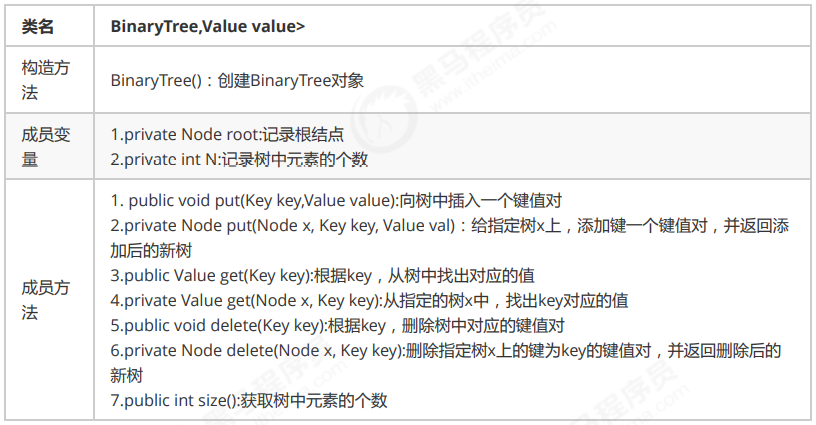 类名 BinaryTree,Value value>
构造方法 BinaryTree()：创建BinaryTree对象
成员变量 1.private Node root:记录根结点
2.private int N:记录树中元素的个数
成员方法 1. public void put(Key key,Value value):向树中插入一个键值对
2.private Node put(Node x, Key key, Value val)：给指定树x上，添加键一个键值对，并返回添
加后的新树
3.public Value get(Key key):根据key，从树中找出对应的值
4.private Value get(Node x, Key key):从指定的树x中，找出key对应的值
5.public void delete(Key key):根据key，删除树中对应的键值对
6.private Node delete(Node x, Key key):删除指定树x上的键为key的键值对，并返回删除后的
新树
7.public int size():获取树中元素的个数
黑马程序员
www.itheima.com